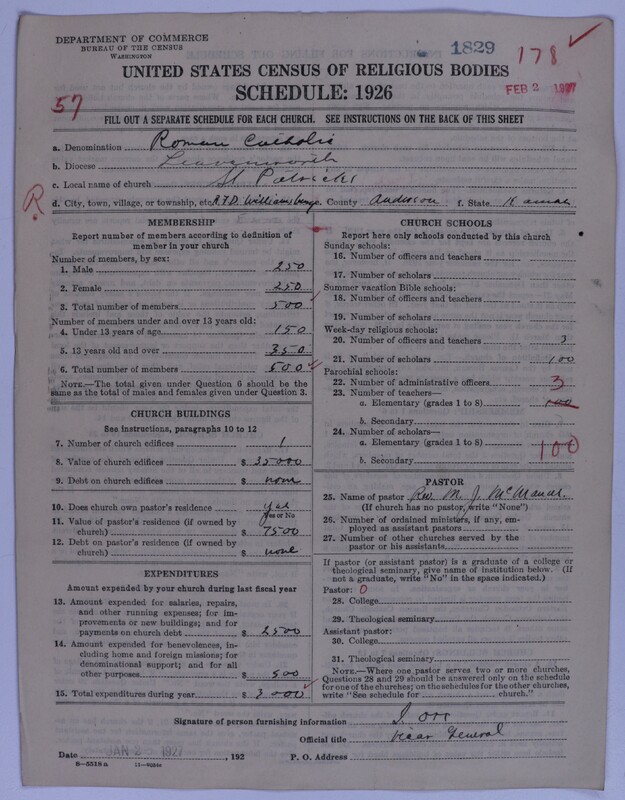 DEPARTMENT OF COMMERCE
BUREAU OF THE CENSUS
WASHINGTON
1829
178
FEB 2 1927
UNITED STATES CENSUS OF RELIGIOUS BODIES
SCHEDULE: 1926
57
FILL OUT A SEPARATE SCHEDULE FOR EACH CHURCH. SEE INSTRUCTIONS ON THE BACK OF THIS SHEET
a. Denomination Roman Catholic
b. Diocese Leavenworth
c. Local name of church St Patricks
R
d. City, town, village, or township, etc. R.F.D. Williamsburg e. County Anderson f. State Kansas
MEMBERSHIP
Report number of members according to definition of
member in your church
Number of members, by sex:
1. Male 250
2. Female 250
3. Total number of members 500
Number of members under and over 13 years old:
4. Under 13 years of age 150
5. 13 years old and over 350
6. Total number of members 500
NOTE.—The total given under Question 6 should be the
same as the total of males and females given under Question 3.
CHURCH BUILDINGS
See instructions, paragraphs 10 to 12
7. Number of church edifices 1
8. Value of church edifices $ 35000
9. Debt on church edifices $ none
10. Does church own pastor's residence yes
Yes or No
11. Value of pastor's residence (if owned by
church) $ 7500
12. Debt on pastor's residence (if owned by
church) $ none
EXPENDITURES
Amount expended by your church during last fiscal year
13. Amount expended for salaries, repairs,
and other running expenses; for im-
provements or new buildings; and for
payments on church debt $ 2500
14. Amount expended for benevolences, in-
cluding home and foreign missions; for
denominational support; and for all
other purposes $ 500
15. Total expenditures during year $ 3000
CHURCH SCHOOLS
Report here only schools conducted by this church
Sunday schools:
16. Number of officers and teachers
17. Number of scholars
Summer vacation Bible schools:
18. Number of officers and teachers
19. Number of scholars
Week-day religious schools:
20. Number of officers and teachers 3
21. Number of scholars 100
Parochial schools:
22. Number of administrative officers 3
23. Number of teachers—
a. Elementary (grades 1 to 8) 100
b. Secondary
24. Number of scholars—
a. Elementary (grades 1 to 8) 100
b. Secondary
PASTOR
25. Name of pastor Rev. M. J. McManus.
(If church has no pastor, write "None")
26. Number of ordained ministers, if any, em-
ployed as assistant pastors
27. Number of other churches served by the
pastor or his assistants
If pastor (or assistant pastor) is a graduate of a college or
theological seminary, give name of institution below. (If
not a graduate, write "No" in the space indicated.)
Pastor: 0
28. College
29. Theological seminary
Assistant pastor:
30. College
31. Theological seminary
NOTE.—Where one pastor serves two or more churches,
Questions 28 and 29 should be answered only on the schedule
for one of the churches; on the schedules for the other churches,
write "See schedule for church."
Signature of person furnishing information J. Orr
Official title Vicar General
Date JAN 2 1927, 192 P. O. Address
8—5518 a 11—9944